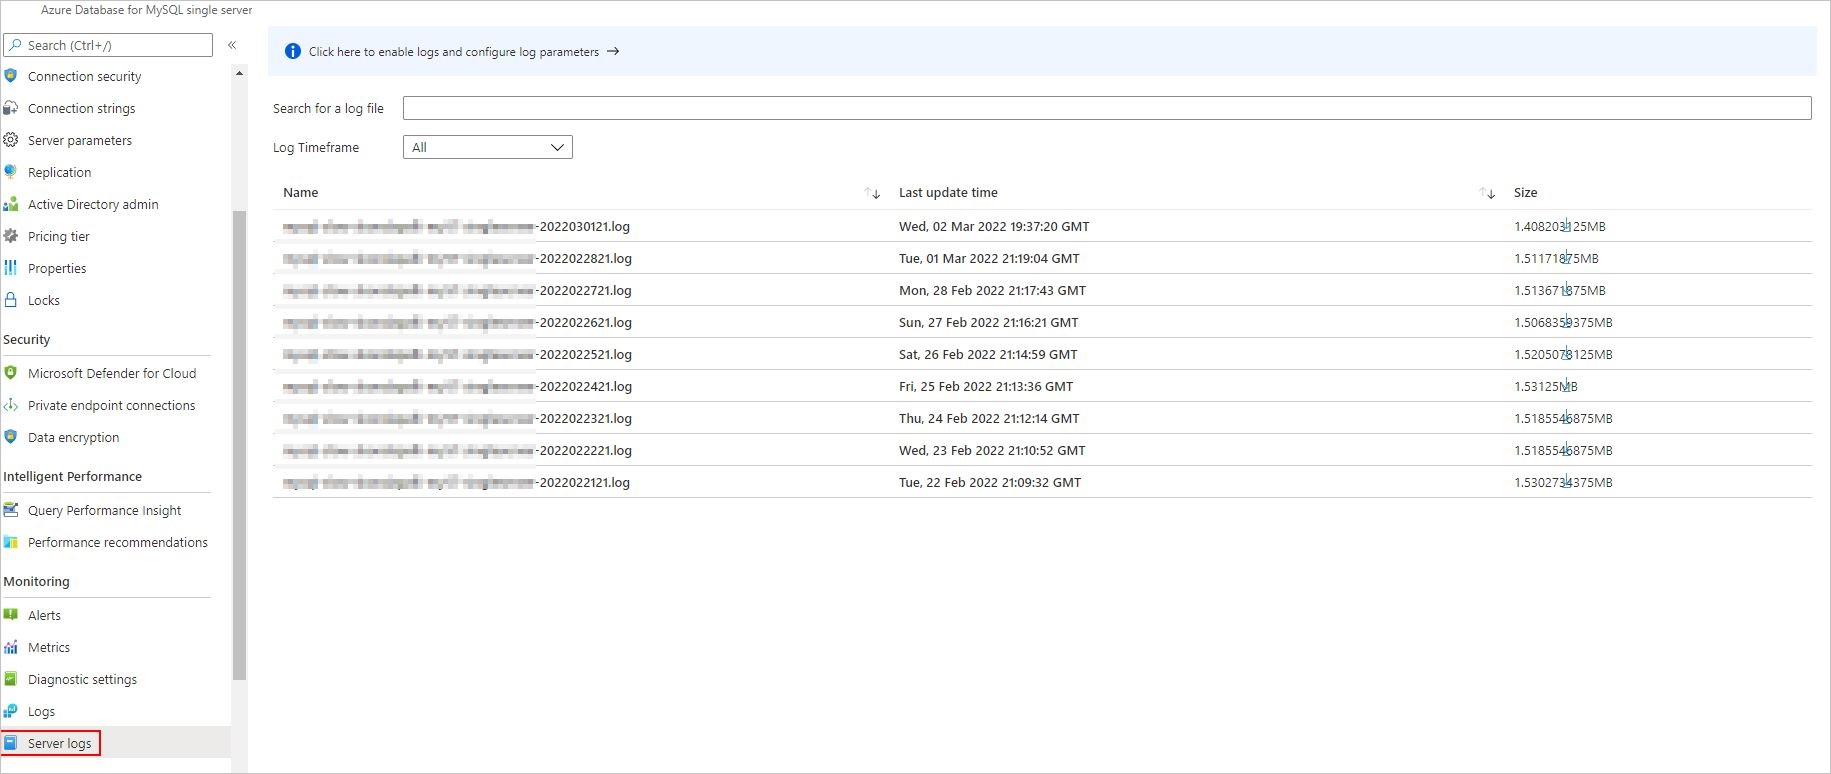 Azure Database for MySQL single server
Search (Ctrl+/)
«
Connection security
Connection strings
Server parameters
Replication
Active Directory admin
Pricing tier
Properties
Locks
Security
Microsoft Defender for Cloud
Private endpoint connections
Data encryption
Intelligent Performance
Query Performance Insight
Performance recommendations
Monitoring
Alerts
Metrics
Diagnostic settings
Logs
Server logs
Click here to enable logs and configure log parameters →
Search for a log file
Log Timeframe All
Name Last update time Size
-2022030121.log Wed, 02 Mar 2022 19:37:20 GMT 1.408203125MB
-2022022821.log Tue, 01 Mar 2022 21:19:04 GMT 1.51171875MB
-2022022721.log Mon, 28 Feb 2022 21:17:43 GMT 1.513671875MB
-2022022621.log Sun, 27 Feb 2022 21:16:21 GMT 1.5068359375MB
-2022022521.log Sat, 26 Feb 2022 21:14:59 GMT 1.5205078125MB
-2022022421.log Fri, 25 Feb 2022 21:13:36 GMT 1.53125MB
-2022022321.log Thu, 24 Feb 2022 21:12:14 GMT 1.5185546875MB
-2022022221.log Wed, 23 Feb 2022 21:10:52 GMT 1.5185546875MB
-2022022121.log Tue, 22 Feb 2022 21:09:32 GMT 1.5302734375MB